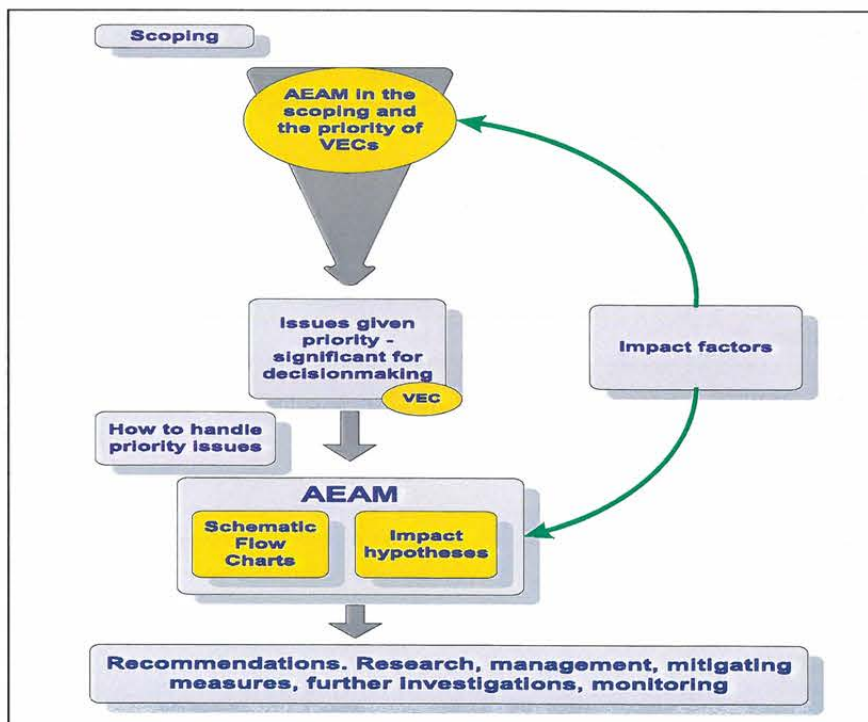 Scoping
AEAM in the
scoping and
the priority of
VECs
Issues given
priority -
significant for
decisionmaking
VEC
Impact factors
How to handle
priority issues
AEAM
Schematic
Flow
Charts
Impact
hypotheses
Recommendations. Research, management, mitigating
measures, further investigations, monitoring